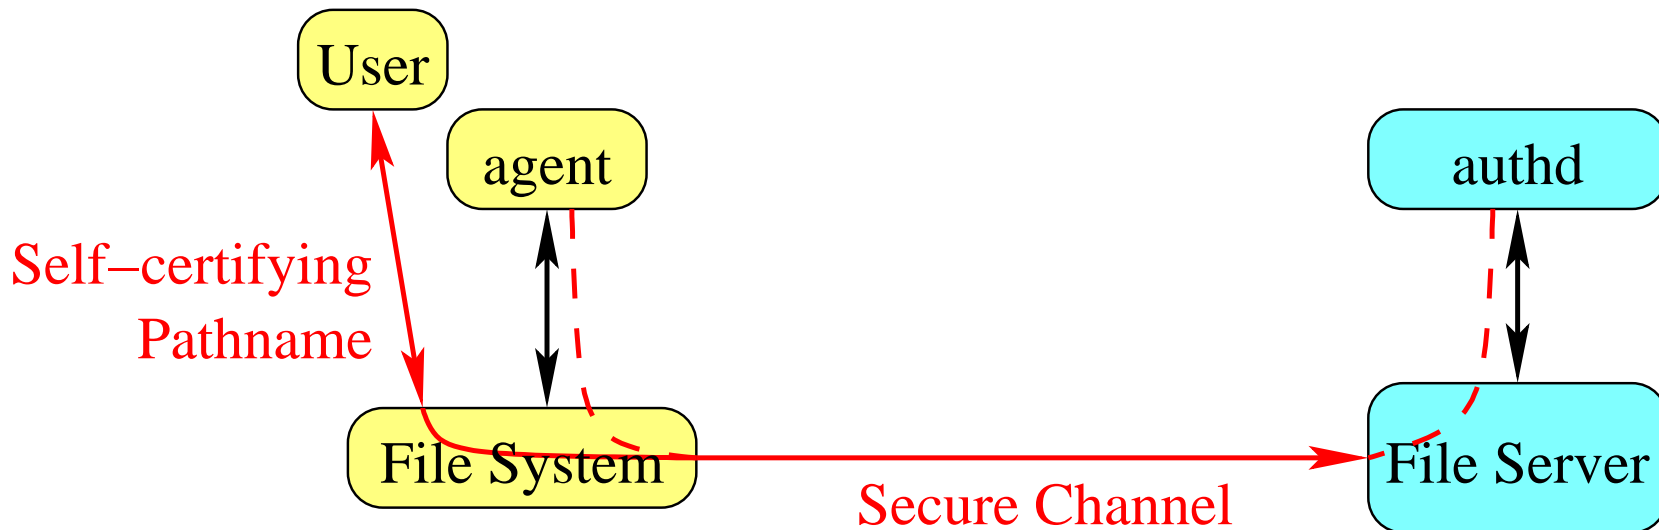 User
agent
authd
Self−certifying
Pathname
File System
File Server
Secure Channel